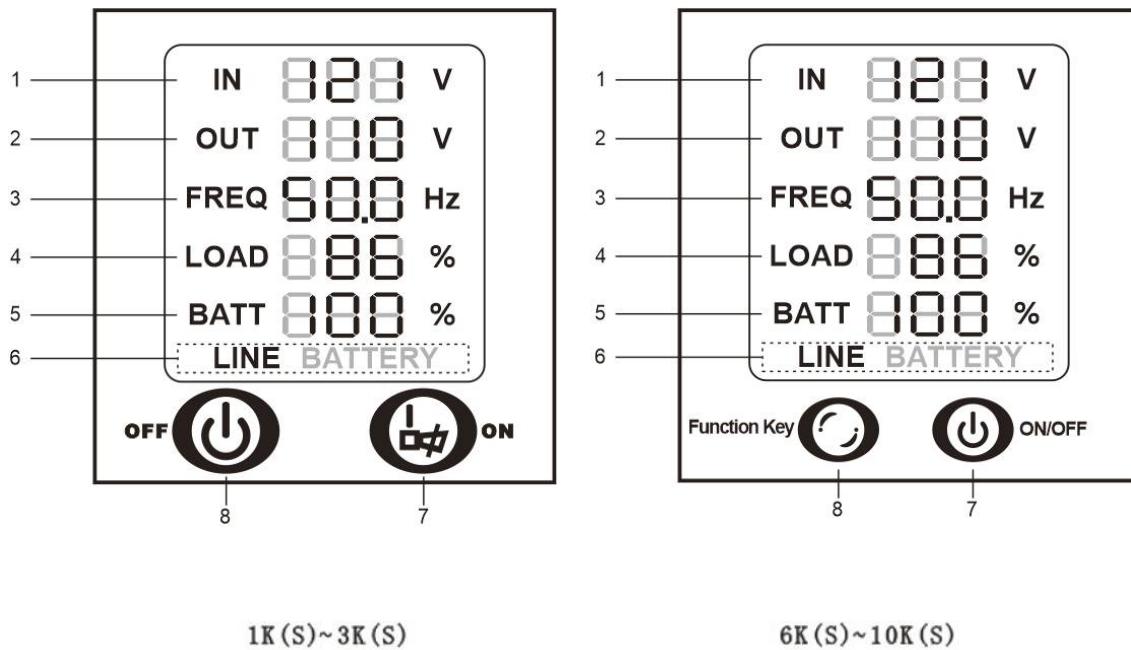 1 IN 121 V
2 OUT 110 V
3 FREQ 50.0 Hz
4 LOAD 86 %
5 BATT 100 %
6 LINE BATTERY
OFF ON
8 7
1K(S)~3K(S)
1 IN 121 V
2 OUT 110 V
3 FREQ 50.0 Hz
4 LOAD 86 %
5 BATT 100 %
6 LINE BATTERY
Function Key ON/OFF
8 7
6K(S)~10K(S)